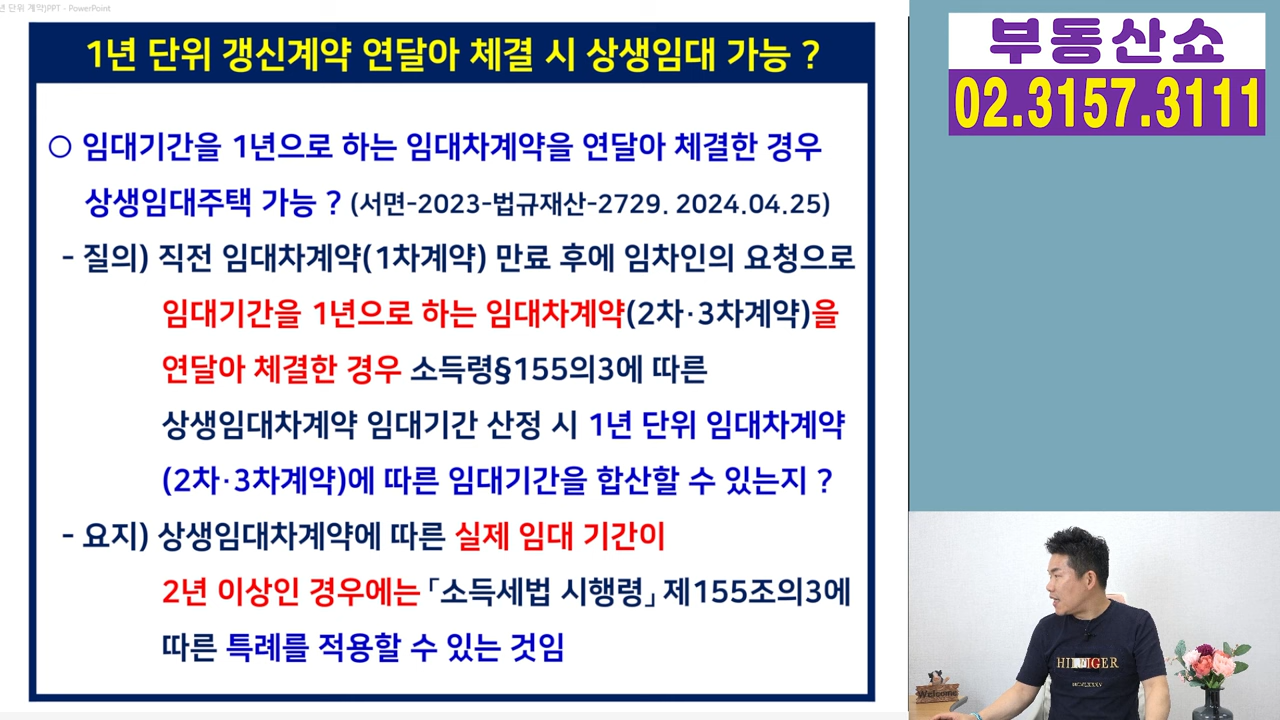 년 단위 계약)PPT - PowerPoint
1년 단위 갱신계약 연달아 체결 시 상생임대 가능 ?
○ 임대기간을 1년으로 하는 임대차계약을 연달아 체결한 경우
상생임대주택 가능 ? (서면-2023-법규재산-2729. 2024.04.25)
- 질의) 직전 임대차계약(1차계약) 만료 후에 임차인의 요청으로
임대기간을 1년으로 하는 임대차계약(2차·3차계약)을
연달아 체결한 경우 소득령§155의3에 따른
상생임대차계약 임대기간 산정 시 1년 단위 임대차계약
(2차·3차계약)에 따른 임대기간을 합산할 수 있는지 ?
- 요지) 상생임대차계약에 따른 실제 임대 기간이
2년 이상인 경우에는 「소득세법 시행령」 제155조의3에
따른 특례를 적용할 수 있는 것임
부동산쇼
02.3157.3111
Welcome